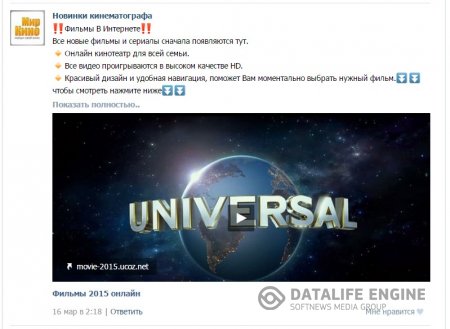 Мир
Кино
Новинки кинематографа
‼Фильмы В Интернете‼
Все новые фильмы и сериалы сначала появляются тут.
🔸 Онлайн кинотеатр для всей семьи.
🔸 Все видео проигрываются в высоком качестве HD.
🔸 Красивый дизайн и удобная навигация, поможет Вам моментально выбрать нужный фильм.⏬⏬
чтобы смотреть нажмите ниже⏬⏬
Показать полностью..
UNIVERSAL
movie-2015.ucoz.net
Фильмы 2015 онлайн
DATALIFE ENGINE
SOFTNEWS MEDIA GROUP
16 мар в 2:18 | Ответить
Мне нравится